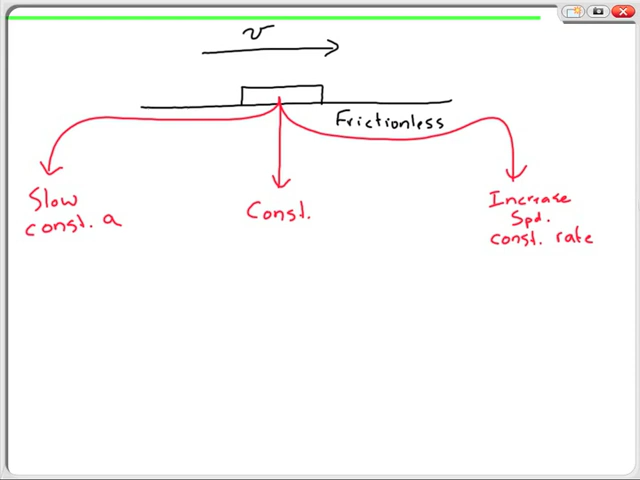 v
Frictionless
Slow
const. a
Const.
Increase
Spd.
const. rate